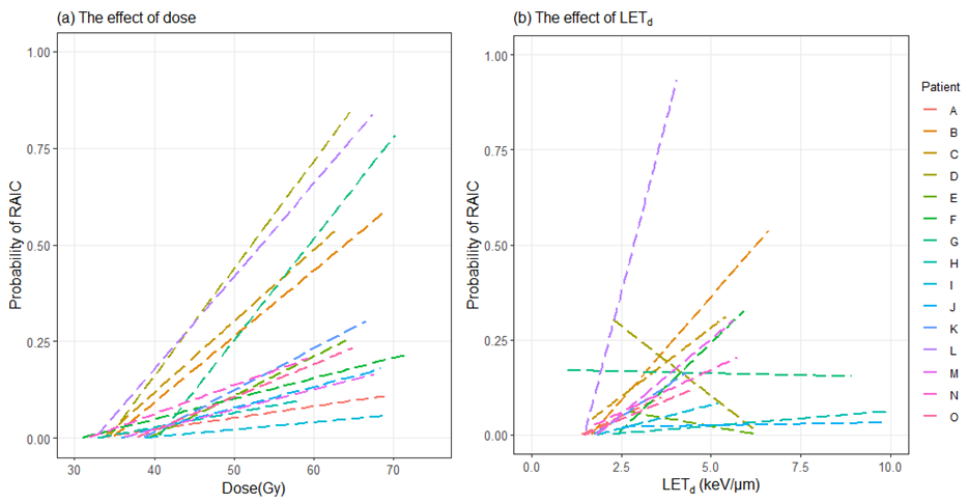 (a) The effect of dose
1.00
0.75
0.50
0.25
0.00
Probability of RAIC
30 40 50 60 70
Dose(Gy)
(b) The effect of LETd
1.00
0.75
0.50
0.25
0.00
Probability of RAIC
0.0 2.5 5.0 7.5 10.0
LETd (keV/μm)
Patient
A
B
C
D
E
F
G
H
I
J
K
L
M
N
O